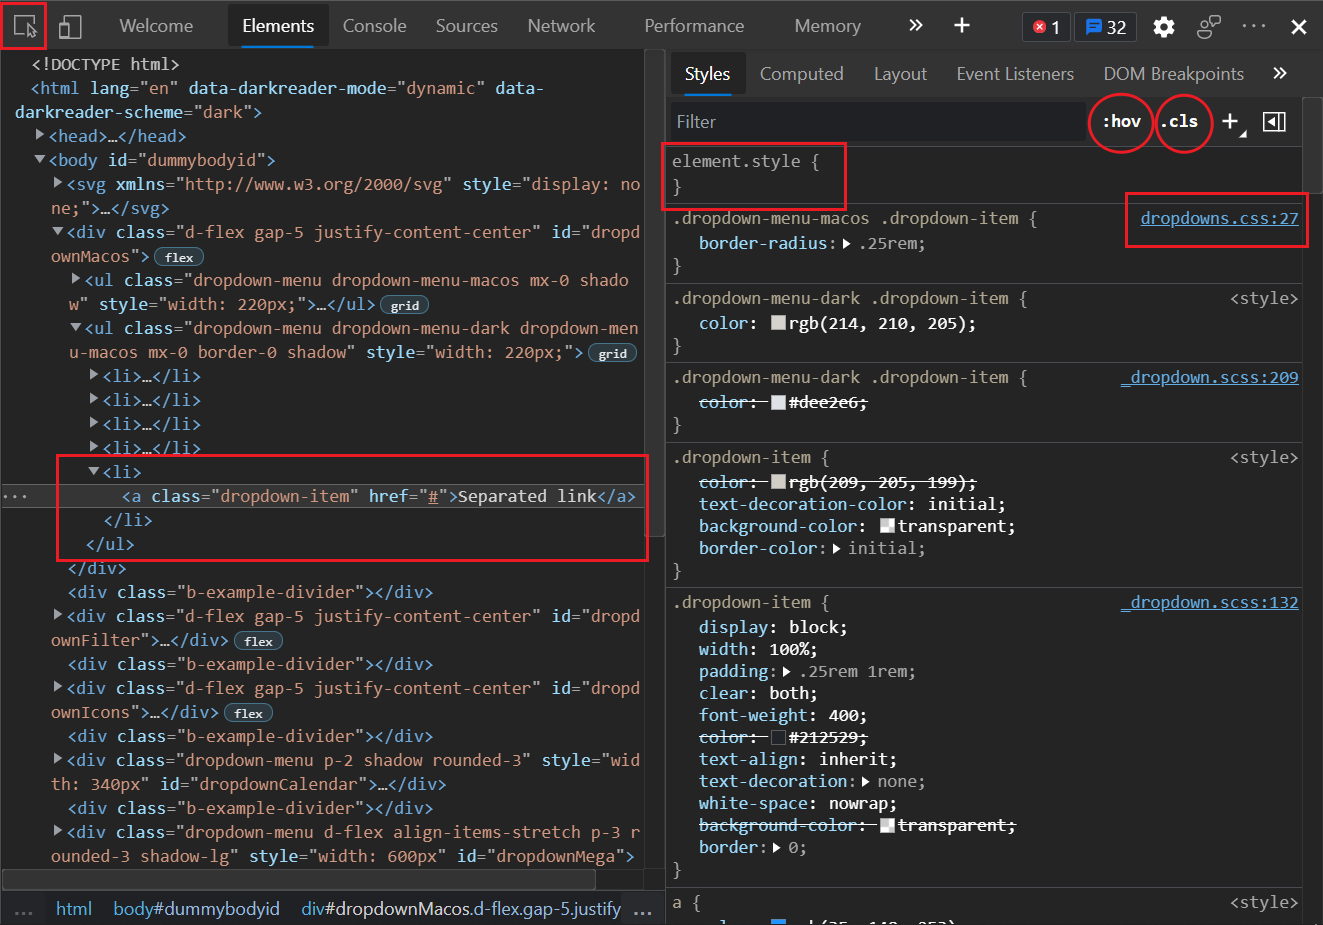 Welcome Elements Console Sources Network Performance Memory » + 1 32 ··· ×
<!DOCTYPE html>
<html lang="en" data-darkreader-mode="dynamic" data-
darkreader-scheme="dark">
<head>…</head>
<body id="dummybodyid">
<svg xmlns="http://www.w3.org/2000/svg" style="display: no
ne;">…</svg>
<div class="d-flex gap-5 justify-content-center" id="dropd
ownMacos"> flex
<ul class="dropdown-menu dropdown-menu-macos mx-0 shado
w" style="width: 220px;">…</ul> grid
<ul class="dropdown-menu dropdown-menu-dark dropdown-men
u-macos mx-0 border-0 shadow" style="width: 220px;"> grid
<li>…</li>
<li>…</li>
<li>…</li>
<li>…</li>
<li>
··· <a class="dropdown-item" href="#">Separated link</a>
</li>
</ul>
</div>
<div class="b-example-divider"></div>
<div class="d-flex gap-5 justify-content-center" id="dropd
ownFilter">…</div> flex
<div class="b-example-divider"></div>
<div class="d-flex gap-5 justify-content-center" id="dropd
ownIcons">…</div> flex
<div class="b-example-divider"></div>
<div class="dropdown-menu p-2 shadow rounded-3" style="wid
th: 340px" id="dropdownCalendar">…</div>
<div class="b-example-divider"></div>
<div class="dropdown-menu d-flex align-items-stretch p-3 r
ounded-3 shadow-lg" style="width: 600px" id="dropdownMega">
... html body#dummybodyid div#dropdownMacos.d-flex.gap-5.justify ...
Styles Computed Layout Event Listeners DOM Breakpoints »
Filter :hov .cls +
element.style {
}
.dropdown-menu-macos .dropdown-item { dropdowns.css:27
border-radius: .25rem;
}
.dropdown-menu-dark .dropdown-item { <style>
color: rgb(214, 210, 205);
}
.dropdown-menu-dark .dropdown-item { _dropdown.scss:209
color: #dee2e6;
}
.dropdown-item { <style>
color: rgb(209, 205, 199);
text-decoration-color: initial;
background-color: transparent;
border-color: initial;
}
.dropdown-item { _dropdown.scss:132
display: block;
width: 100%;
padding: .25rem 1rem;
clear: both;
font-weight: 400;
color: #212529;
text-align: inherit;
text-decoration: none;
white-space: nowrap;
background-color: transparent;
border: 0;
}
a { <style>